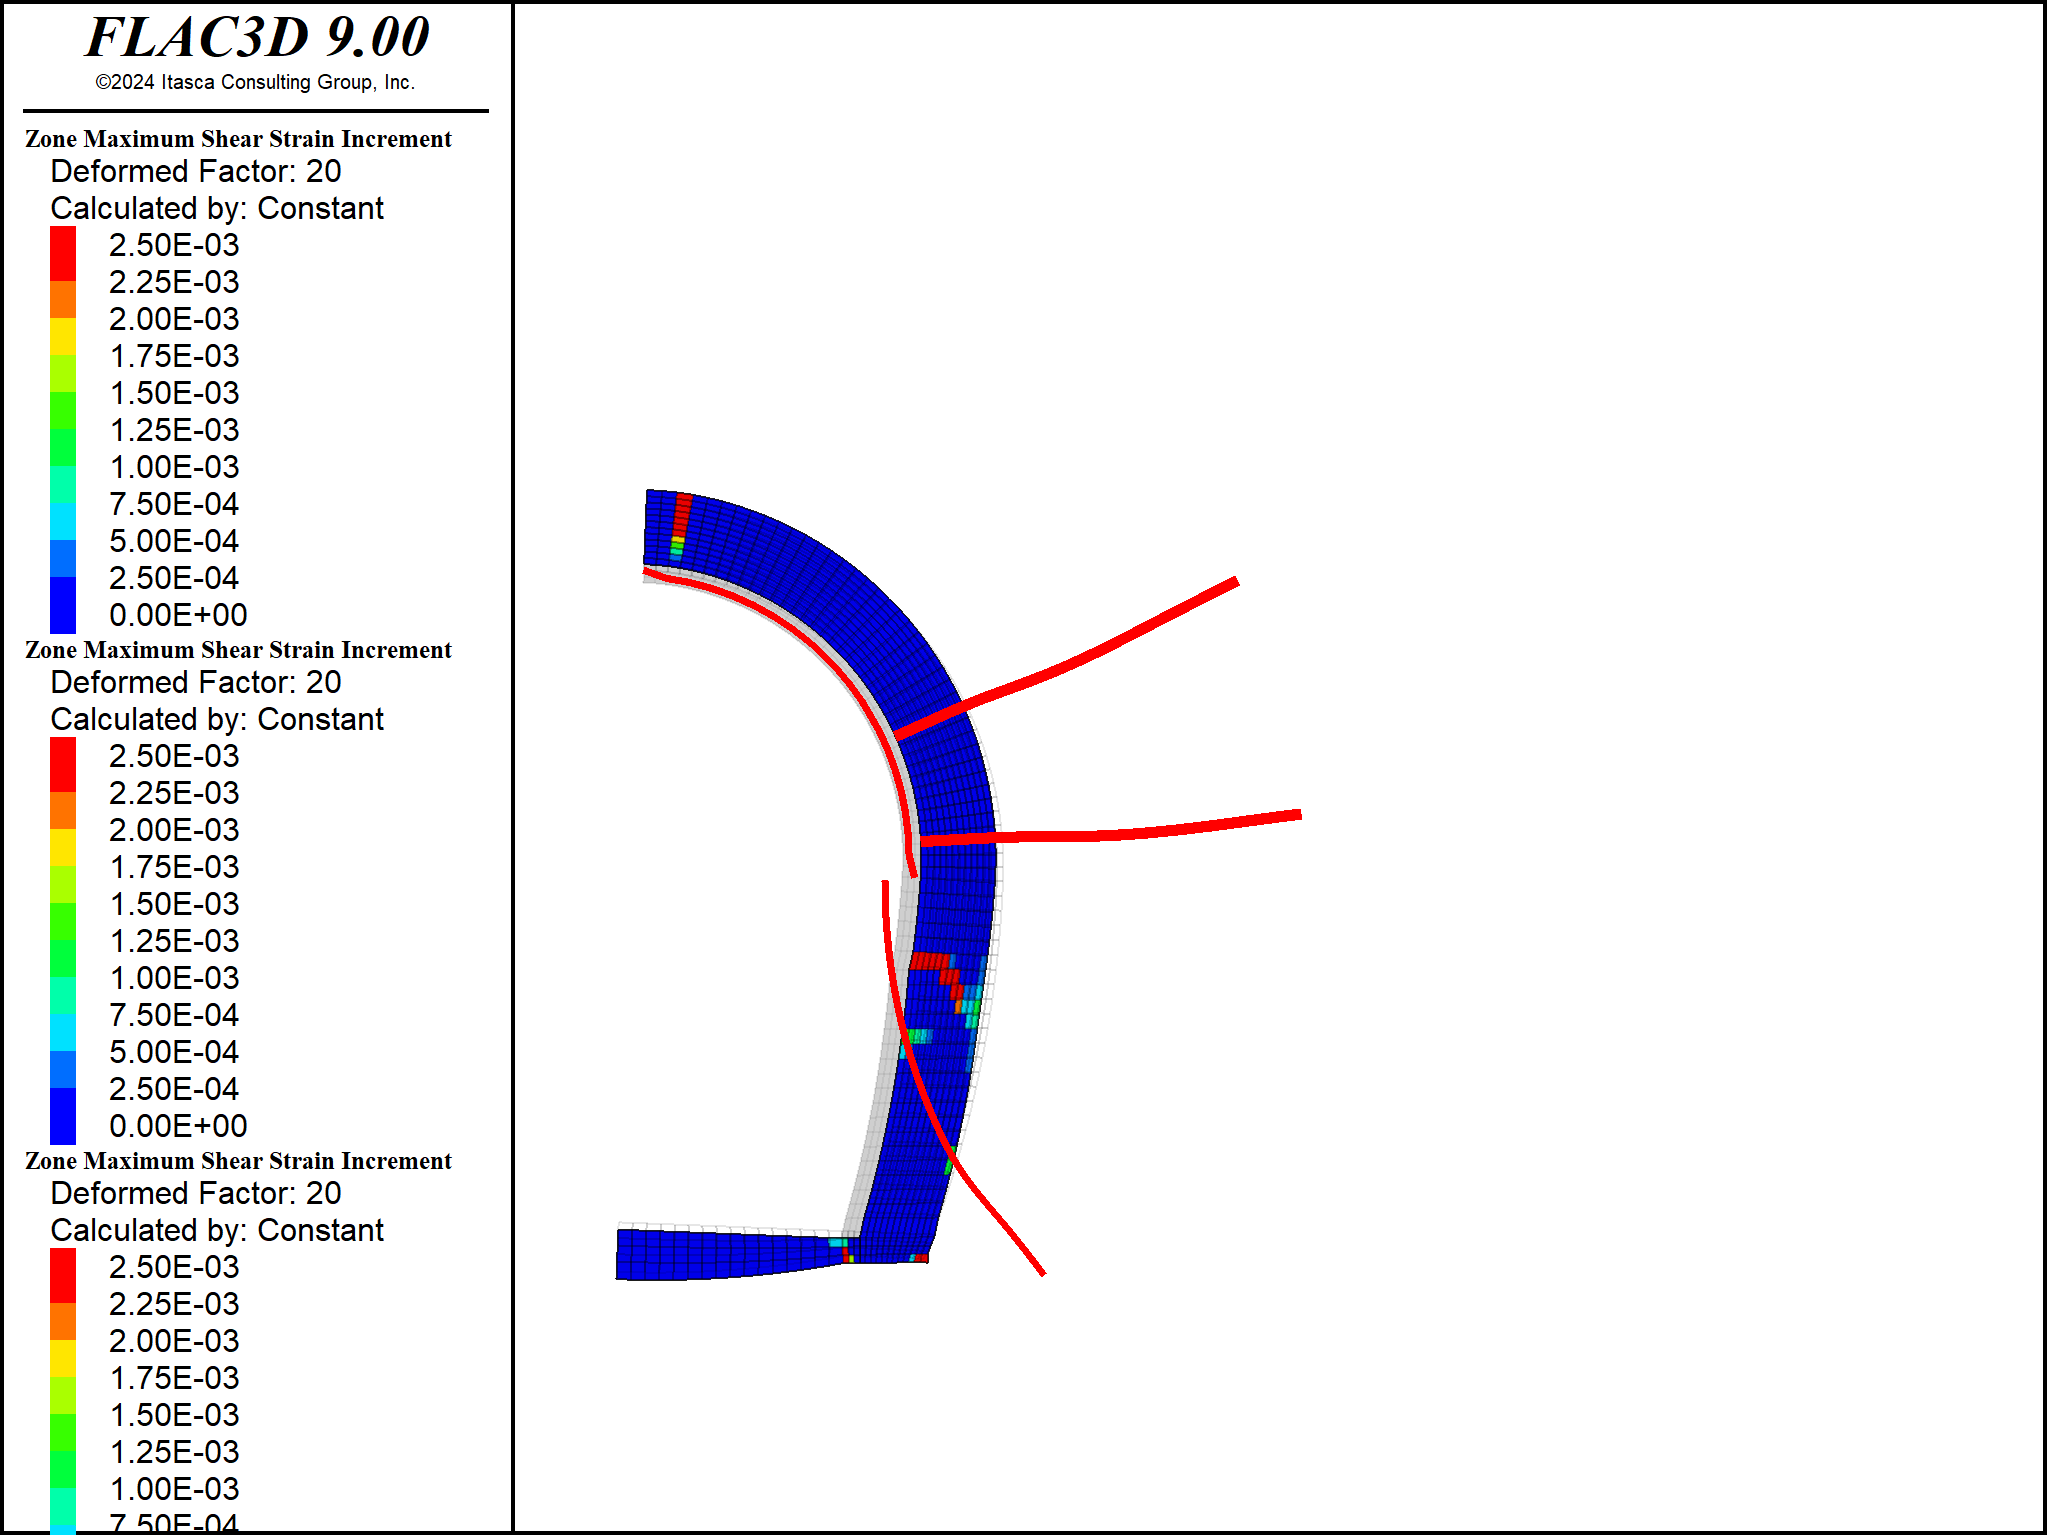 FLAC3D 9.00
©2024 Itasca Consulting Group, Inc.
Zone Maximum Shear Strain Increment
Deformed Factor: 20
Calculated by: Constant
2.50E-03
2.25E-03
2.00E-03
1.75E-03
1.50E-03
1.25E-03
1.00E-03
7.50E-04
5.00E-04
2.50E-04
0.00E+00
Zone Maximum Shear Strain Increment
Deformed Factor: 20
Calculated by: Constant
2.50E-03
2.25E-03
2.00E-03
1.75E-03
1.50E-03
1.25E-03
1.00E-03
7.50E-04
5.00E-04
2.50E-04
0.00E+00
Zone Maximum Shear Strain Increment
Deformed Factor: 20
Calculated by: Constant
2.50E-03
2.25E-03
2.00E-03
1.75E-03
1.50E-03
1.25E-03
1.00E-03
7.50E-04